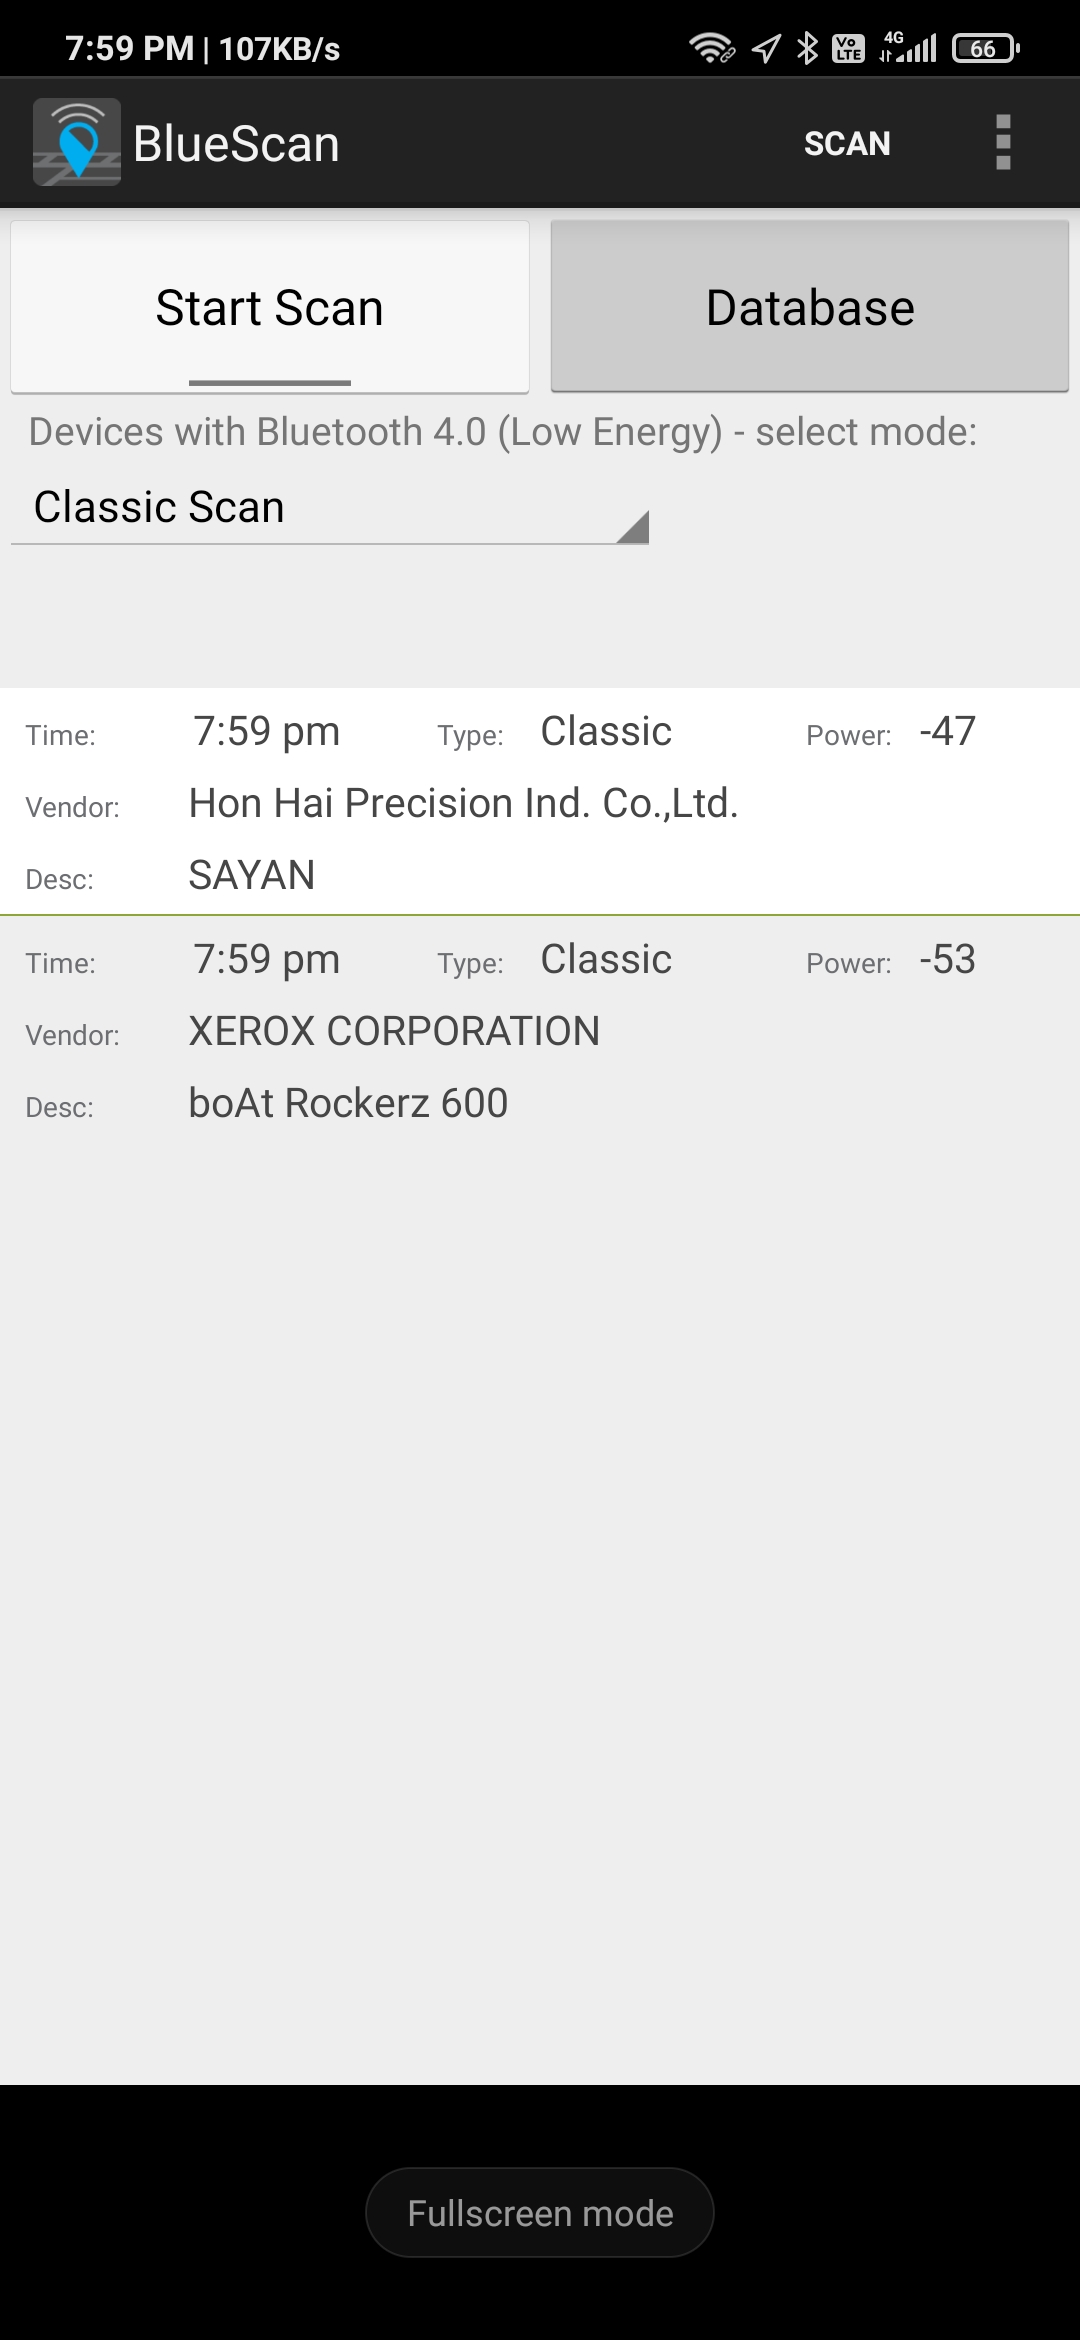 7:59 PM | 107KB/s Vo LTE 4G 66
BlueScan SCAN
Start Scan Database
Devices with Bluetooth 4.0 (Low Energy) - select mode:
Classic Scan
Time: 7:59 pm Type: Classic Power: -47
Vendor: Hon Hai Precision Ind. Co.,Ltd.
Desc: SAYAN
Time: 7:59 pm Type: Classic Power: -53
Vendor: XEROX CORPORATION
Desc: boAt Rockerz 600
Fullscreen mode